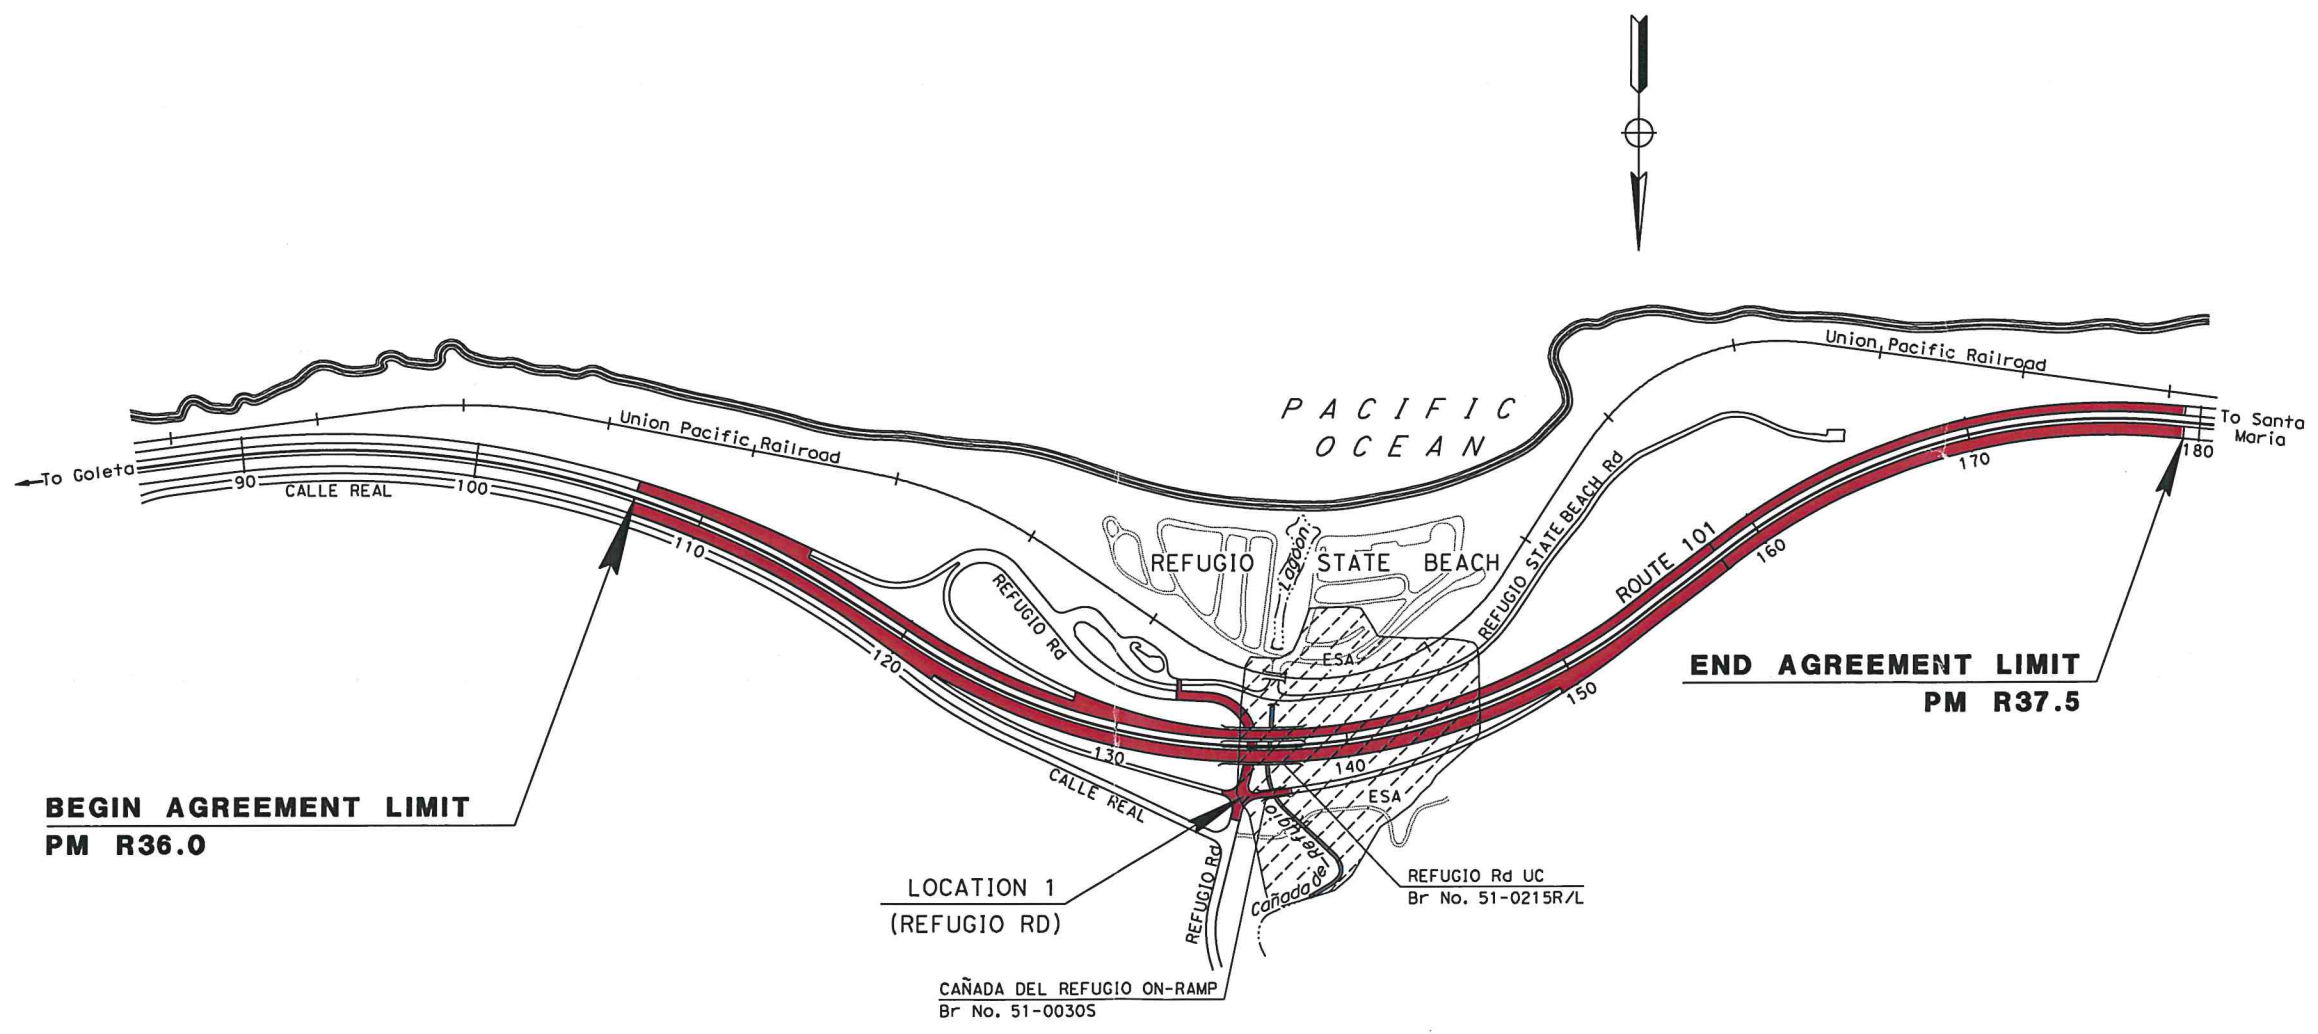 PACIFIC
OCEAN
Union Pacific Railroad
Union Pacific Railroad
To Santa
Maria
To Goleta
90
100
CALLE REAL
110
120
130
140
150
160
170
180
REFUGIO STATE BEACH
Lagoon
REFUGIO STATE BEACH Rd
ROUTE 101
REFUGIO Rd
ESA
ESA
END AGREEMENT LIMIT
PM R37.5
BEGIN AGREEMENT LIMIT
PM R36.0
CALLE REAL
LOCATION 1
(REFUGIO RD)
REFUGIO Rd
Cañada del Refugio
REFUGIO Rd UC
Br No. 51-0215R/L
CAÑADA DEL REFUGIO ON-RAMP
Br No. 51-0030S